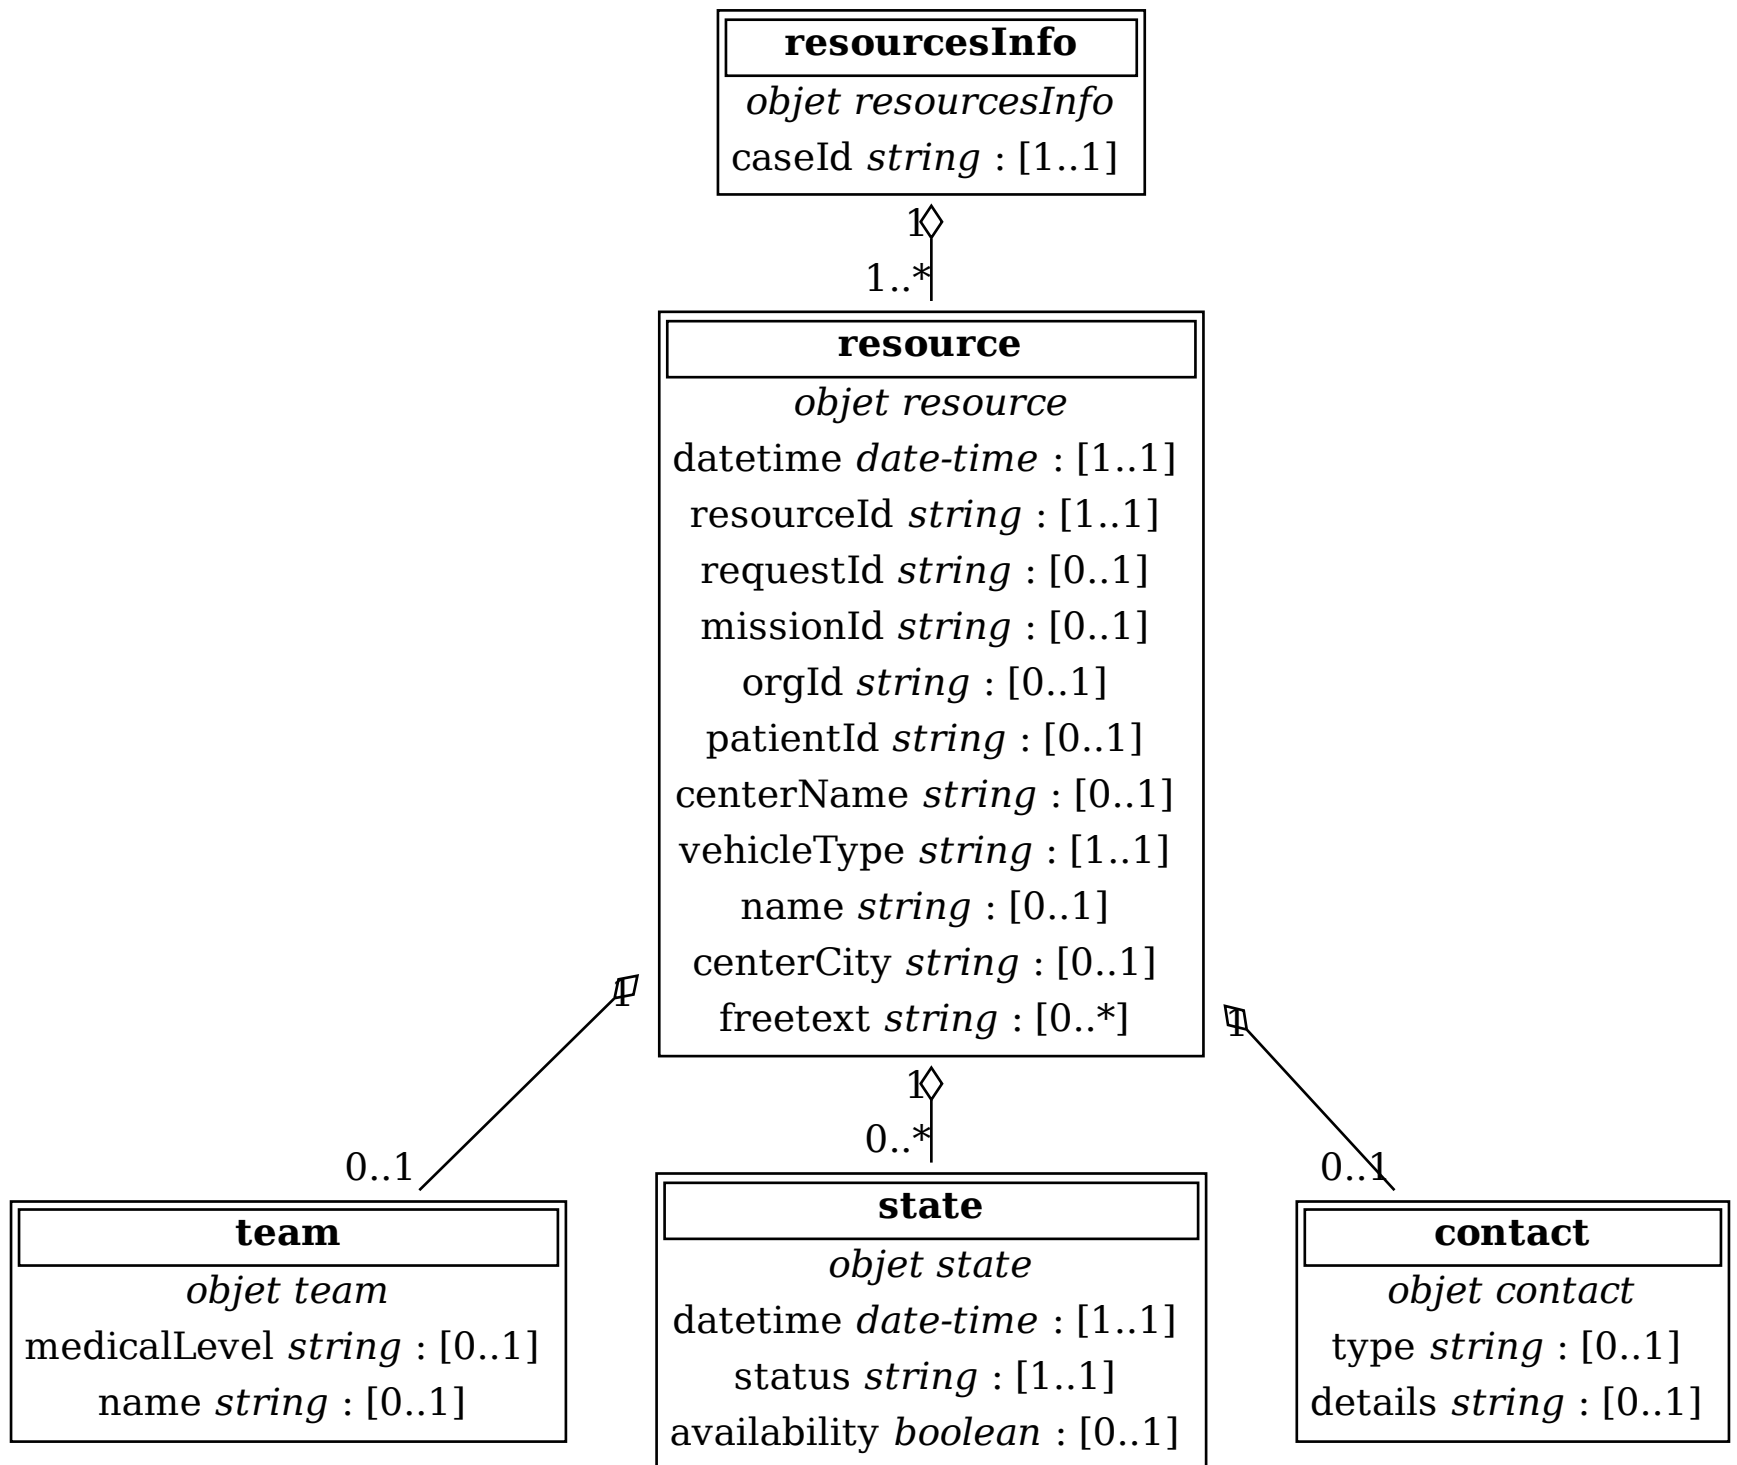 resourcesInfo
objet resourcesInfo
caseId string : [1..1]
1
1..*
resource
objet resource
datetime date-time : [1..1]
resourceId string : [1..1]
requestId string : [0..1]
missionId string : [0..1]
orgId string : [0..1]
patientId string : [0..1]
centerName string : [0..1]
vehicleType string : [1..1]
name string : [0..1]
centerCity string : [0..1]
freetext string : [0..*]
1
1
1
0..1
0..*
0..1
team
objet team
medicalLevel string : [0..1]
name string : [0..1]
state
objet state
datetime date-time : [1..1]
status string : [1..1]
availability boolean : [0..1]
contact
objet contact
type string : [0..1]
details string : [0..1]